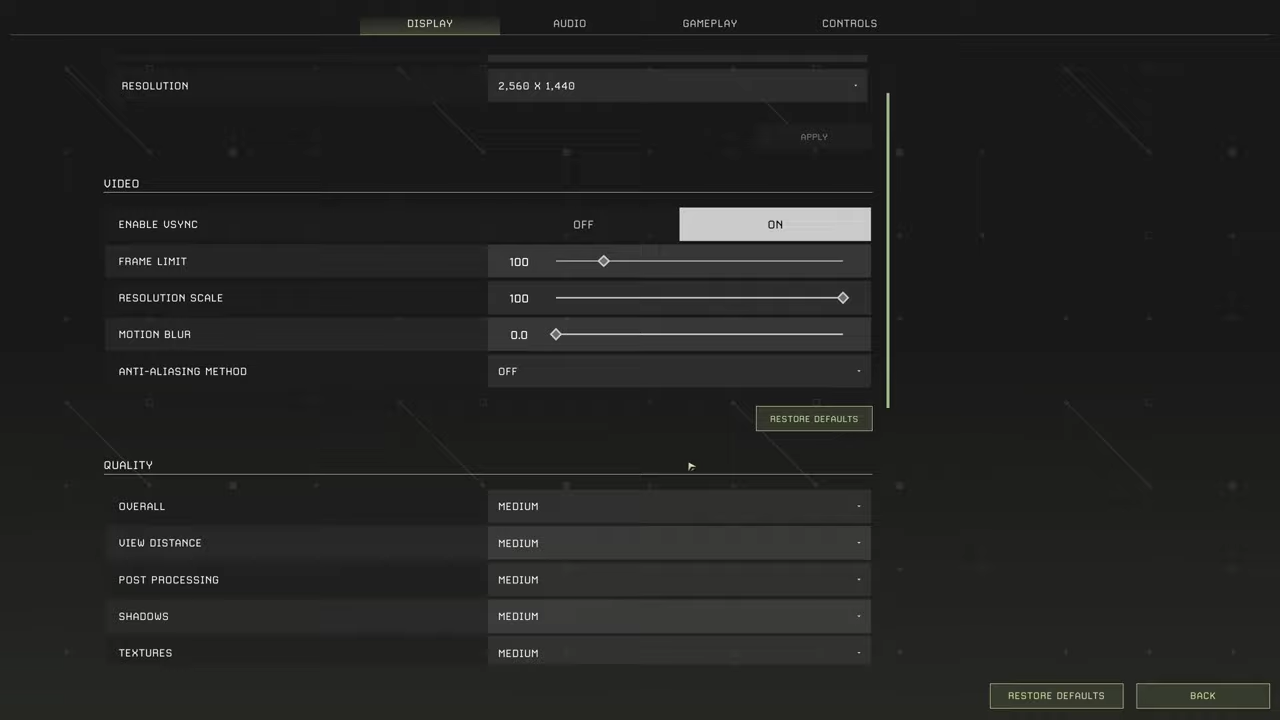 DISPLAY AUDIO GAMEPLAY CONTROLS
RESOLUTION 2,560 X 1,440
APPLY
VIDEO
ENABLE VSYNC OFF ON
FRAME LIMIT 100
RESOLUTION SCALE 100
MOTION BLUR 0.0
ANTI-ALIASING METHOD OFF
RESTORE DEFAULTS
QUALITY
OVERALL MEDIUM
VIEW DISTANCE MEDIUM
POST PROCESSING MEDIUM
SHADOWS MEDIUM
TEXTURES MEDIUM
RESTORE DEFAULTS BACK